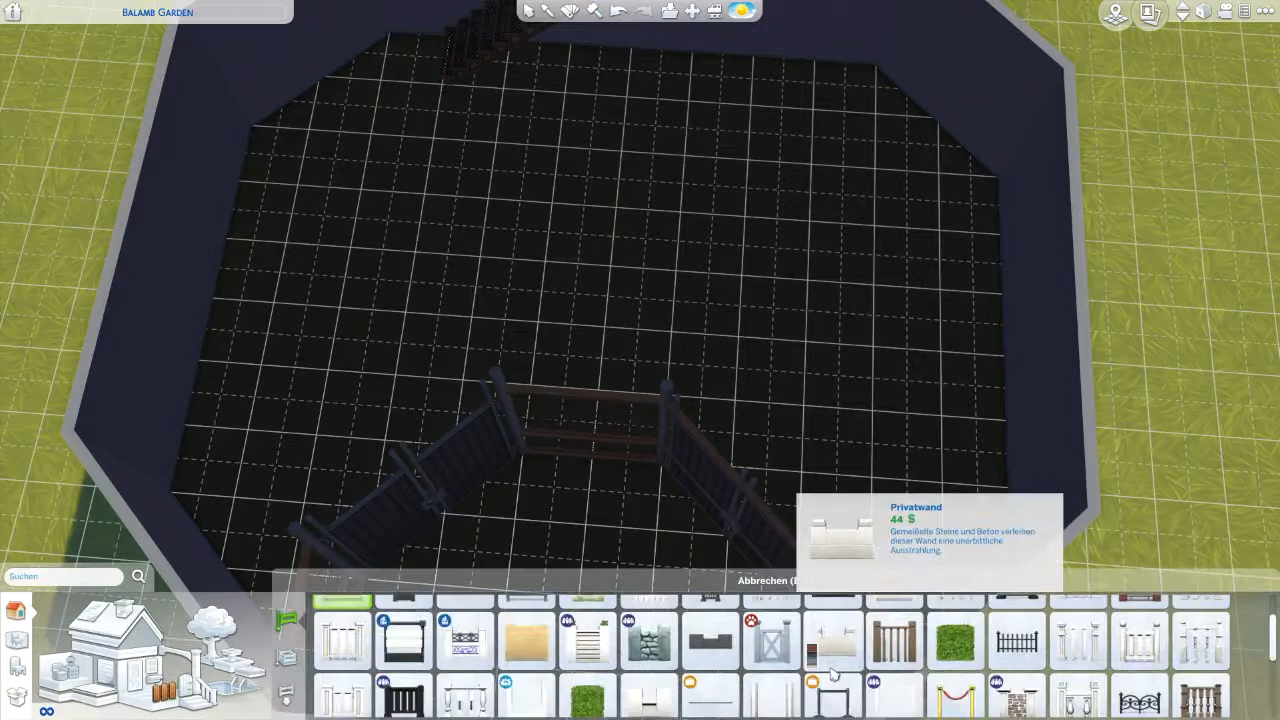 Balamb Garden
Privatwand
44 $
Gemeißelte Steine und Beton verleihen
dieser Wand eine unerbittliche
Ausstrahlung.
Suchen
Abbrechen (E